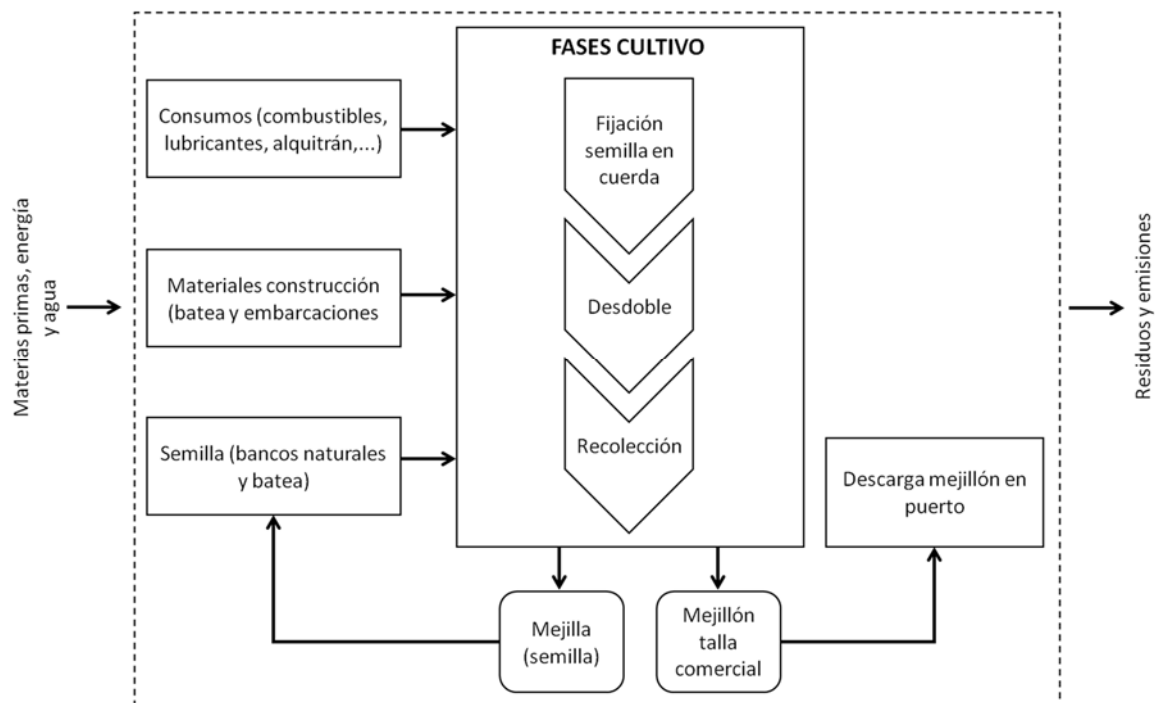 Materias primas, energía
y agua
Consumos (combustibles,
lubricantes, alquitrán,...)
Materiales construcción
(batea y embarcaciones
Semilla (bancos naturales
y batea)
FASES CULTIVO
Fijación
semilla en
cuerda
Desdoble
Recolección
Mejilla
(semilla)
Mejillón
talla
comercial
Descarga mejillón en
puerto
Residuos y emisiones